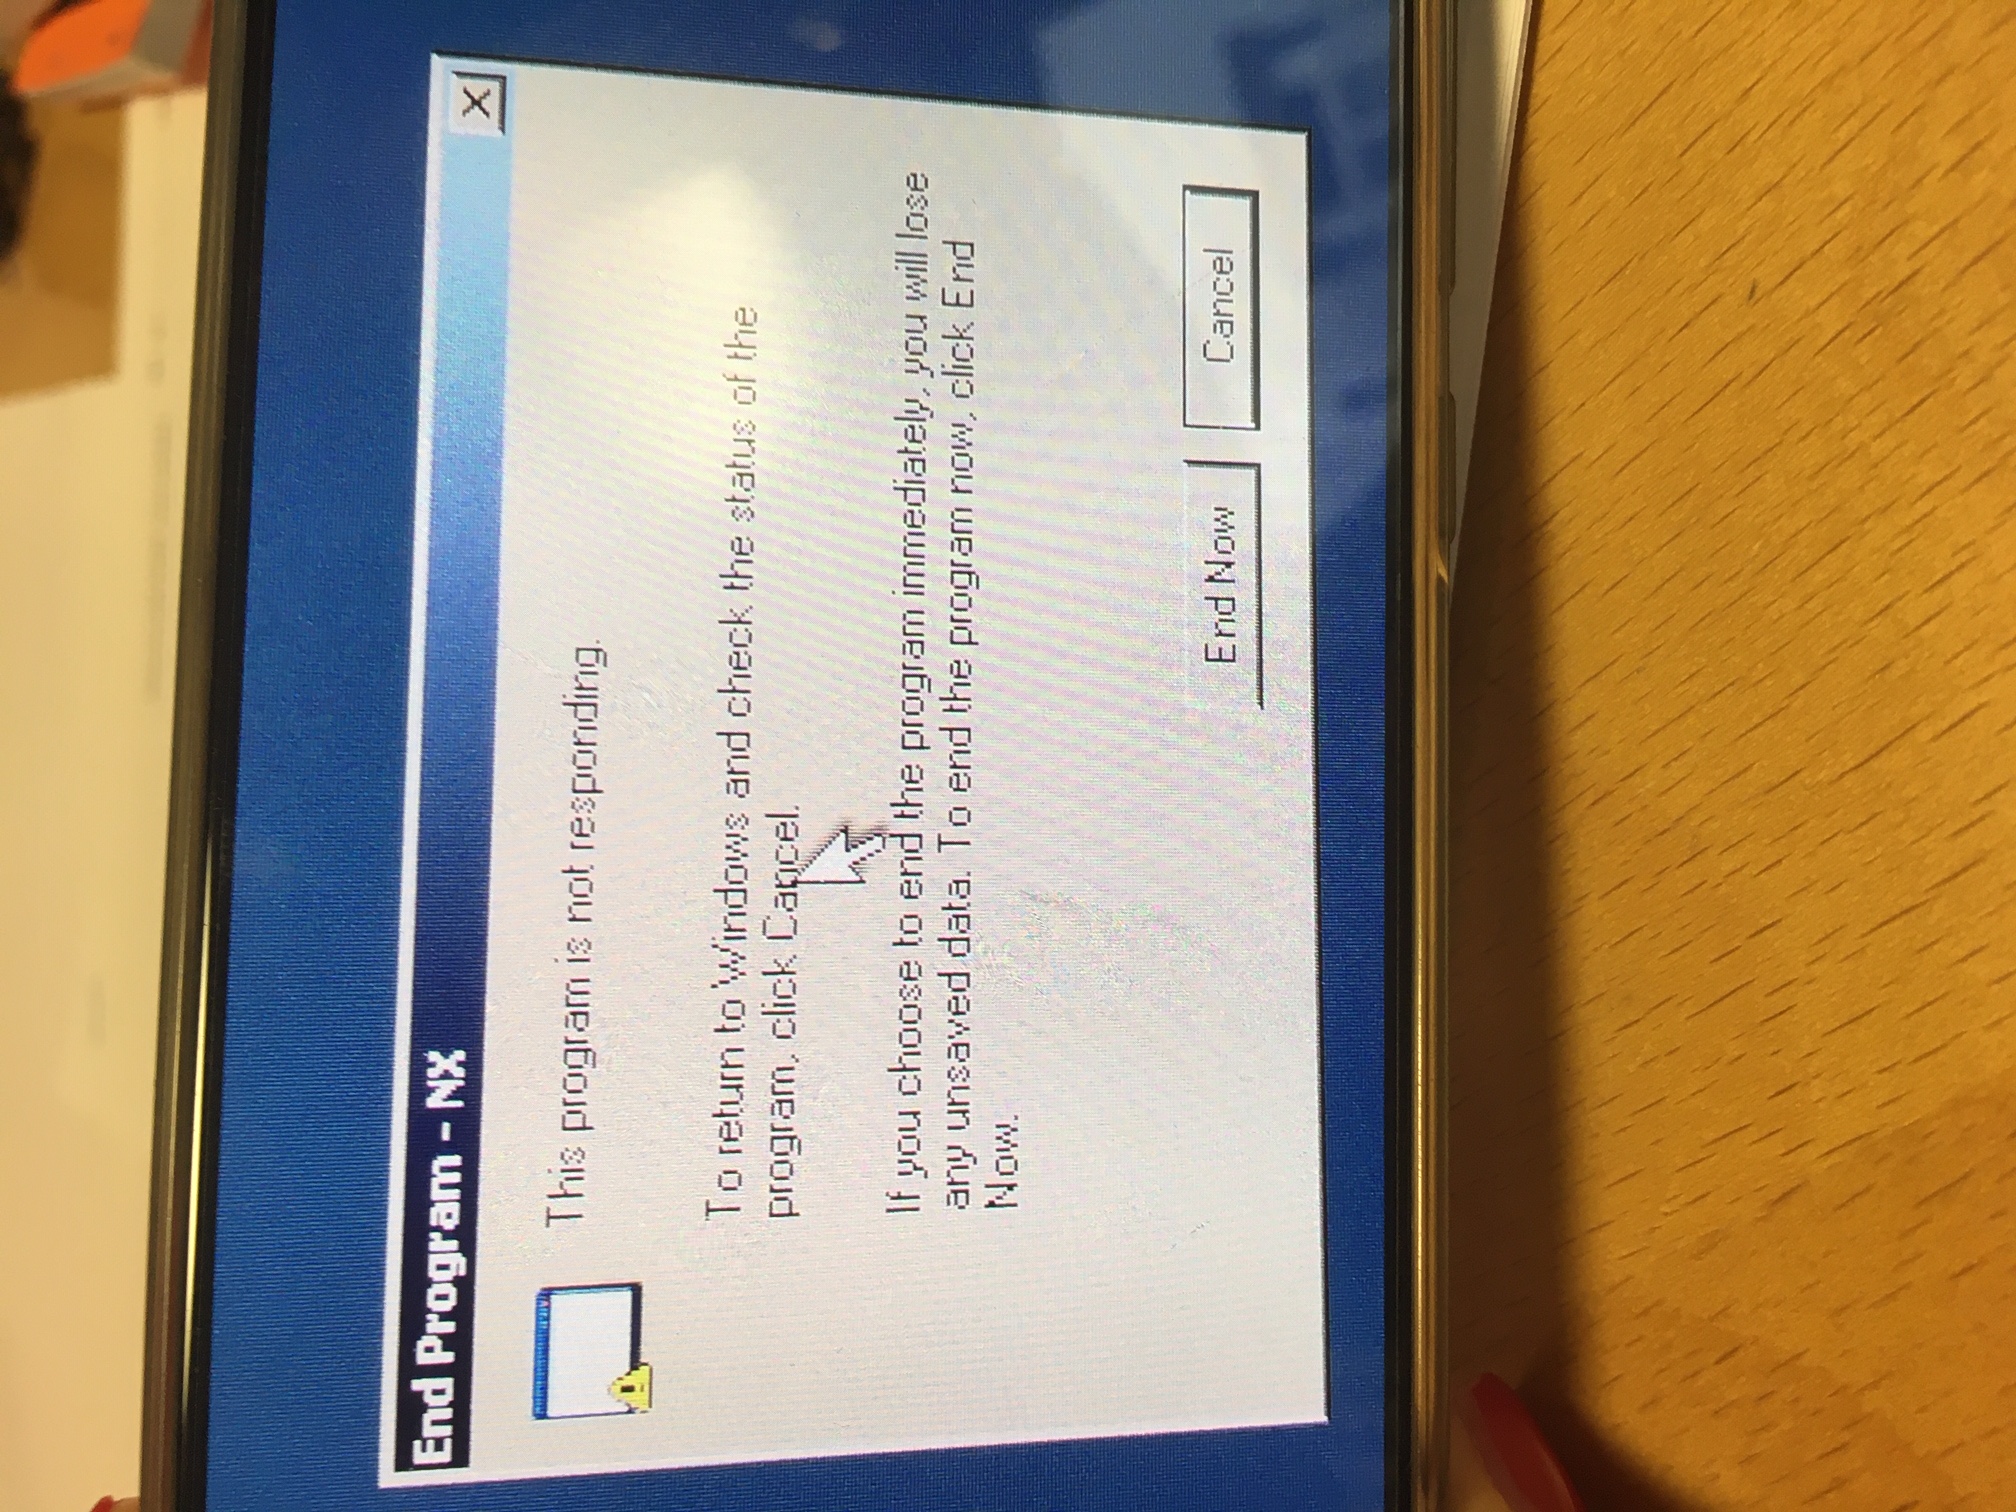 End Program - NX
This program is not responding.
To return to Windows and check the status of the
program, click Cancel.
If you choose to end the program immediately, you will lose
any unsaved data. To end the program now, click End
Now.
End Now
Cancel